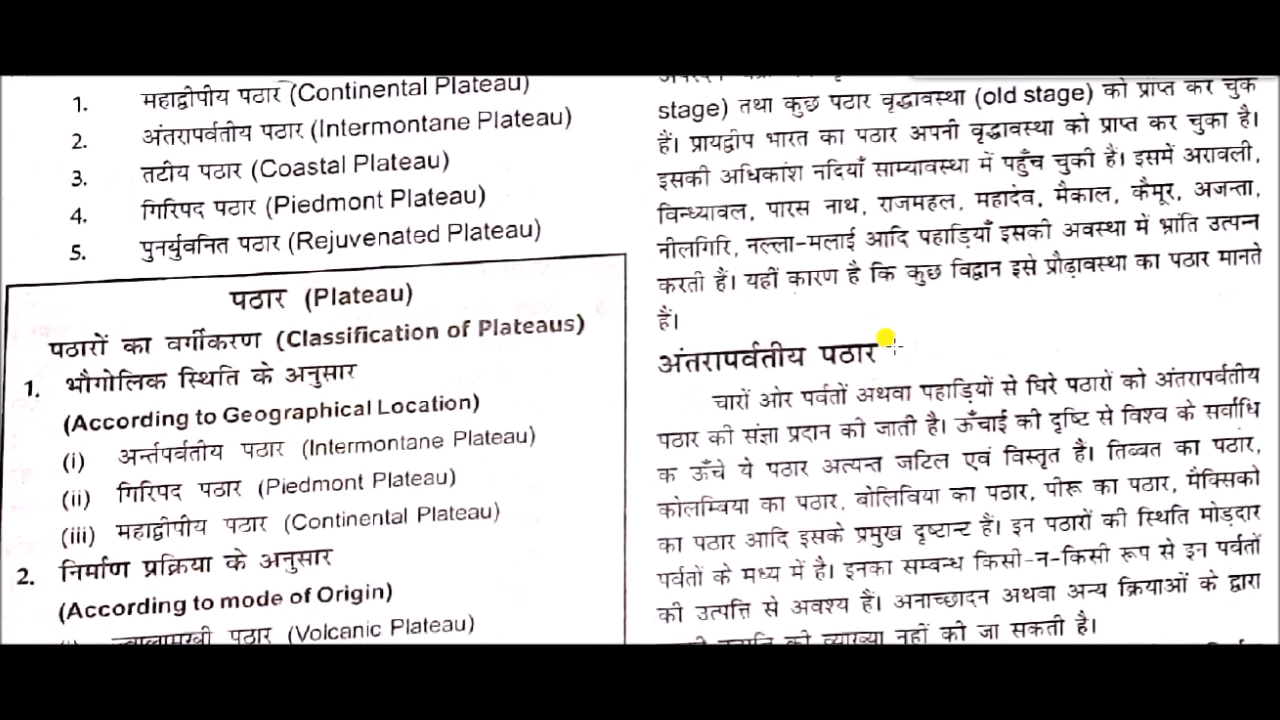 1. महाद्वीपीय पठार (Continental Plateau)
2. अंतरापर्वतीय पठार (Intermontane Plateau)
3. तटीय पठार (Coastal Plateau)
4. गिरिपद पठार (Piedmont Plateau)
5. पुनर्युवनित पठार (Rejuvenated Plateau)
पठार (Plateau)
पठारों का वर्गीकरण (Classification of Plateaus)
1. भौगोलिक स्थिति के अनुसार
(According to Geographical Location)
(i) अर्न्तपर्वतीय पठार (Intermontane Plateau)
(ii) गिरिपद पठार (Piedmont Plateau)
(iii) महाद्वीपीय पठार (Continental Plateau)
2. निर्माण प्रक्रिया के अनुसार
(According to mode of Origin)
पठार (Volcanic Plateau)
stage) तथा कुछ पठार वृद्धावस्था (old stage) को प्राप्त कर चुके
हैं। प्रायद्वीप भारत का पठार अपनी वृद्धावस्था को प्राप्त कर चुका है।
इसकी अधिकांश नदियाँ साम्यावस्था में पहुँच चुकी हैं। इसमें अरावली,
विन्ध्यावल, पारस नाथ, राजमहल, महादेव, मैकाल, कैमूर, अजन्ता,
नीलगिरि, नल्ला-मलाई आदि पहाड़ियाँ इसकी अवस्था में भ्रांति उत्पन्न
करती हैं। यहीं कारण है कि कुछ विद्वान इसे प्रौढ़ावस्था का पठार मानते
हैं।
अंतरापर्वतीय पठार
चारों ओर पर्वतों अथवा पहाड़ियों से घिरे पठारों को अंतरापर्वतीय
पठार की संज्ञा प्रदान की जाती है। ऊँचाई की दृष्टि से विश्व के सर्वाधि
क ऊँचे ये पठार अत्यन्त जटिल एवं विस्तृत हैं। तिब्बत का पठार,
कोलम्बिया का पठार, बोलिविया का पठार, पीरू का पठार, मैक्सिको
का पठार आदि इसके प्रमुख दृष्टान्ट हैं। इन पठारों की स्थिति मोड़दार
पर्वतों के मध्य में है। इनका सम्वन्ध किसी-न-किसी रूप से इन पर्वतों
की उत्पत्ति से अवश्य हैं। अनाच्छादन अथवा अन्य क्रियाओं के द्वारा
की व्याख्या नहीं की जा सकती है।